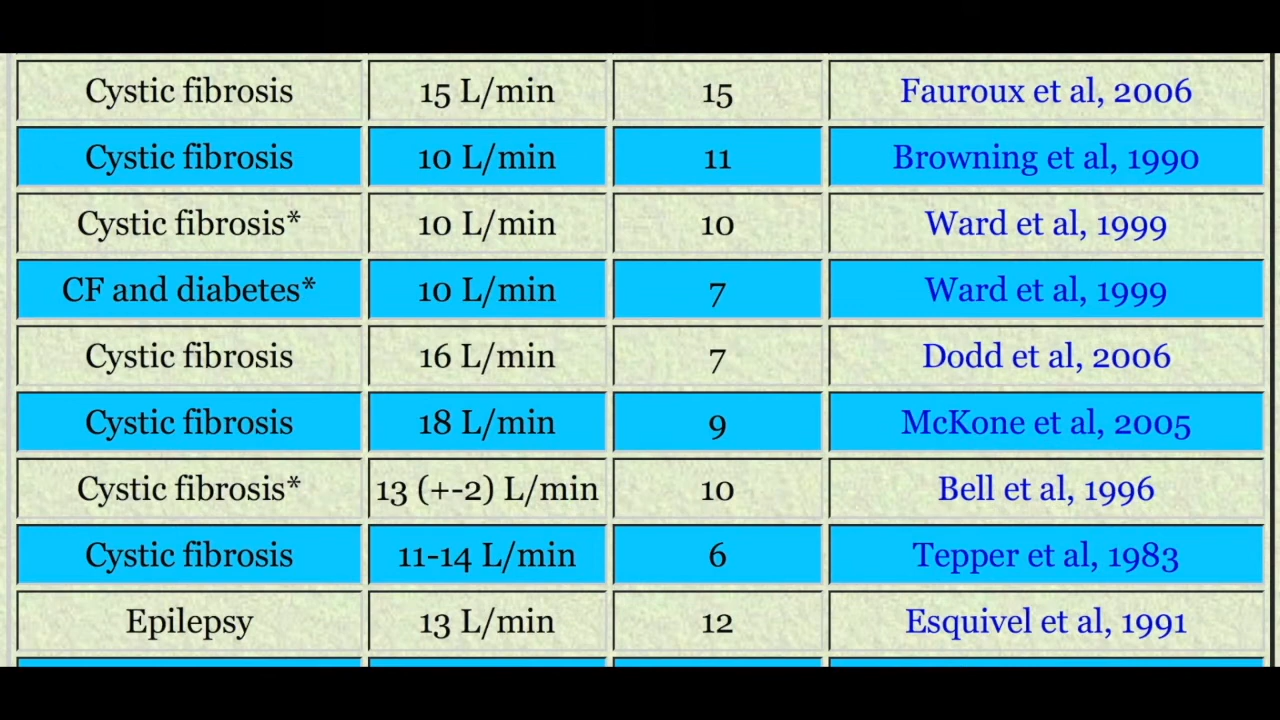 Cystic fibrosis 15 L/min 15 Fauroux et al, 2006
Cystic fibrosis 10 L/min 11 Browning et al, 1990
Cystic fibrosis* 10 L/min 10 Ward et al, 1999
CF and diabetes* 10 L/min 7 Ward et al, 1999
Cystic fibrosis 16 L/min 7 Dodd et al, 2006
Cystic fibrosis 18 L/min 9 McKone et al, 2005
Cystic fibrosis* 13 (+-2) L/min 10 Bell et al, 1996
Cystic fibrosis 11-14 L/min 6 Tepper et al, 1983
Epilepsy 13 L/min 12 Esquivel et al, 1991